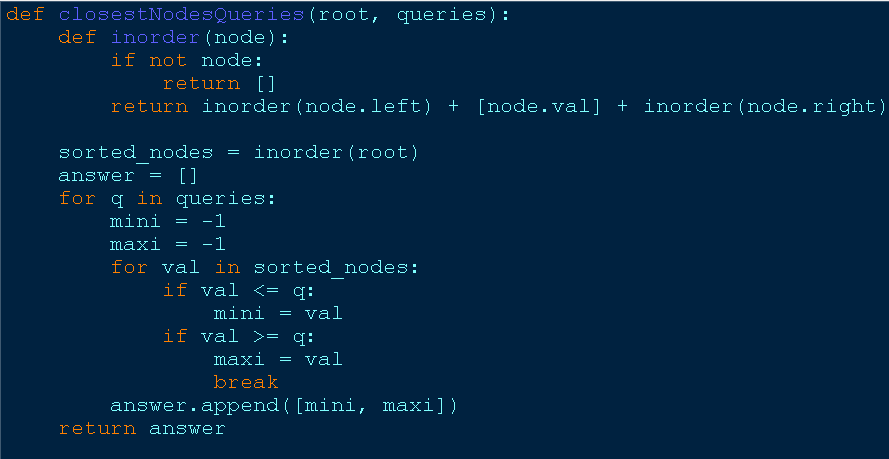 def closestNodesQueries(root, queries):
    def inorder(node):
        if not node:
            return []
        return inorder(node.left) + [node.val] + inorder(node.right)
    sorted_nodes = inorder(root)
    answer = []
    for q in queries:
        mini = -1
        maxi = -1
        for val in sorted_nodes:
            if val <= q:
                mini = val
            if val >= q:
                maxi = val
                break
        answer.append([mini, maxi])
    return answer